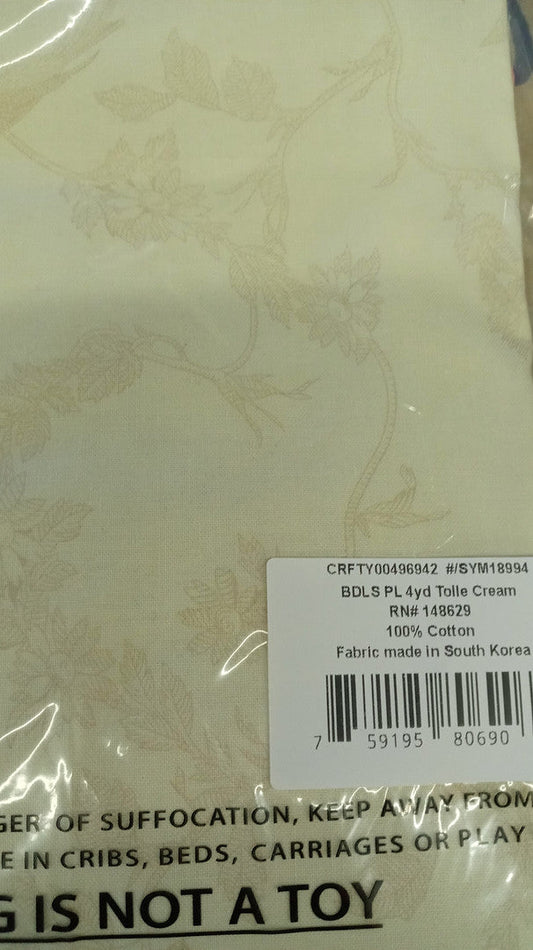 CRFTY00496942 #/SYM18994
BDLS PL 4yd Tolle Cream
RN# 148629
100% Cotton
Fabric made in South Korea
7 59195 80690
GER OF SUFFOCATION, KEEP AWAY FROM
E IN CRIBS, BEDS, CARRIAGES OR PLAY
G IS NOT A TOY